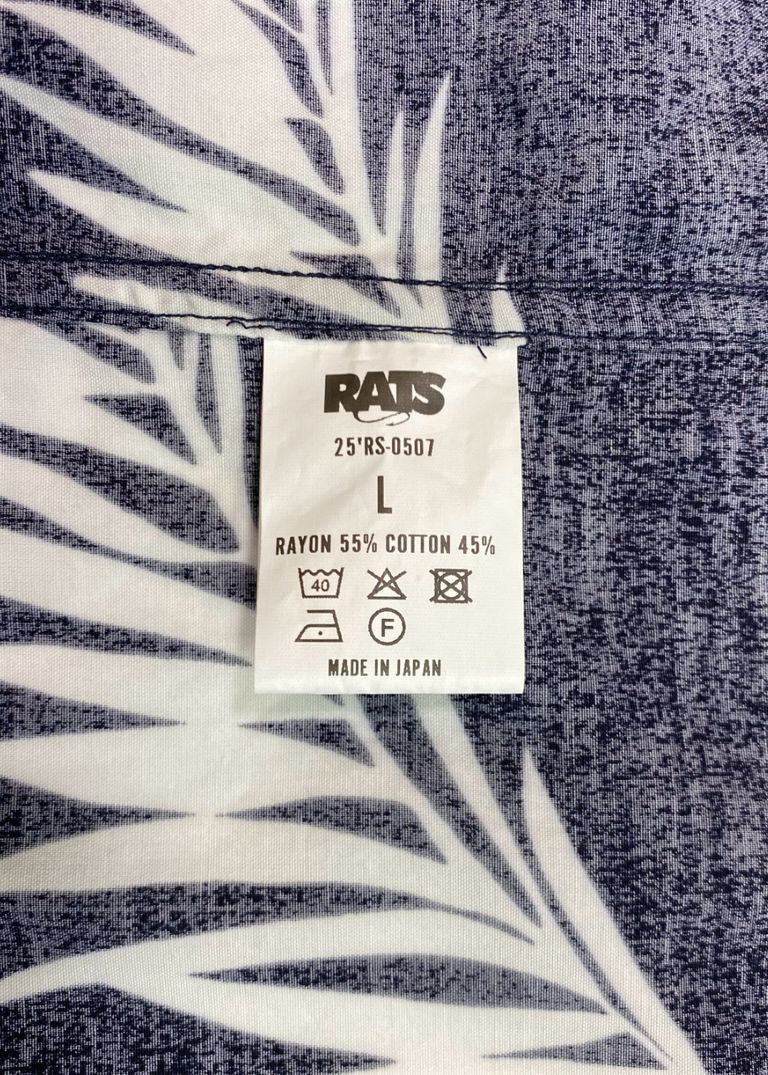 RATS
25'RS-0507
L
RAYON 55% COTTON 45%
40
F
MADE IN JAPAN